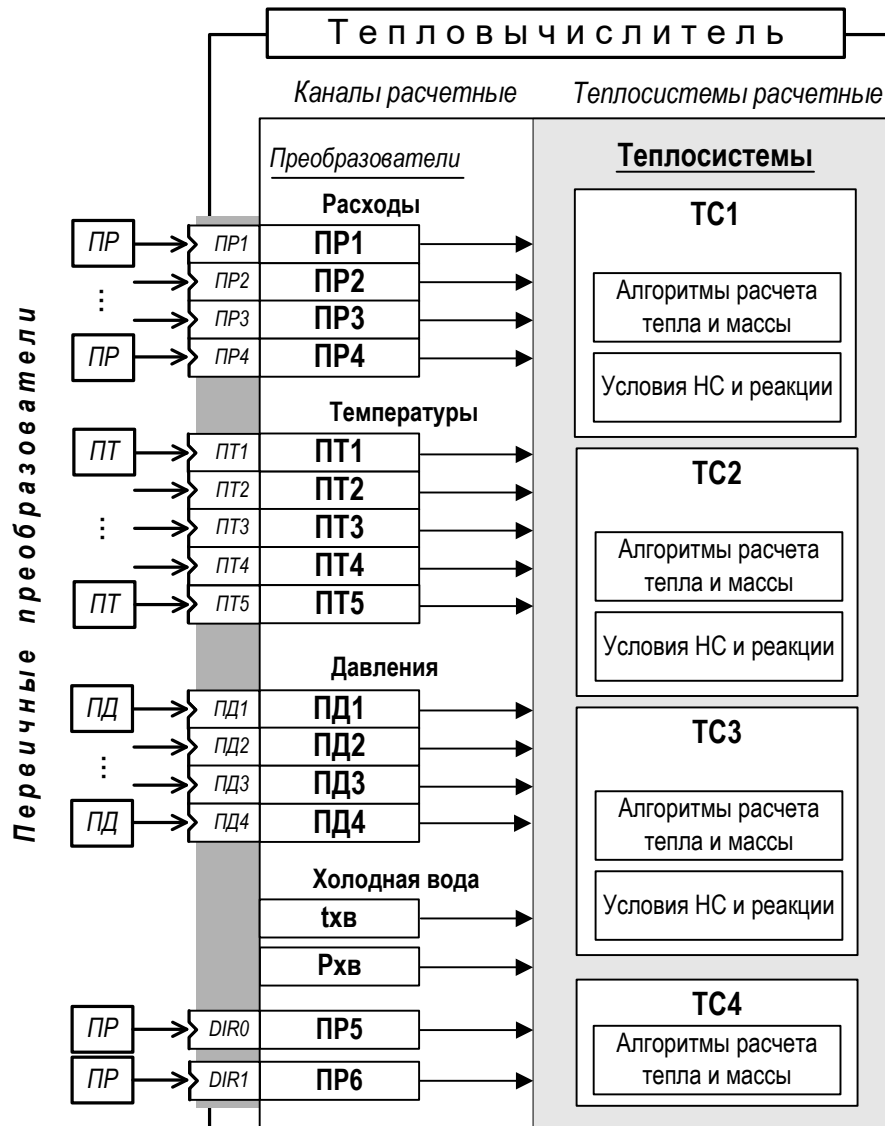 Тепловычислитель
Каналы расчетные
Теплосистемы расчетные
Первичные преобразователи
Преобразователи
Расходы
ПР ПР1 ПР1
ПР2 ПР2
...
ПР3 ПР3
ПР ПР4 ПР4
Температуры
ПТ ПТ1 ПТ1
ПТ2 ПТ2
...
ПТ3 ПТ3
ПТ4 ПТ4
ПТ ПТ5 ПТ5
Давления
ПД ПД1 ПД1
ПД2 ПД2
...
ПД3 ПД3
ПД ПД4 ПД4
Холодная вода
tхв
Рхв
ПР DIR0 ПР5
ПР DIR1 ПР6
Теплосистемы
ТС1
Алгоритмы расчета
тепла и массы
Условия НС и реакции
ТС2
Алгоритмы расчета
тепла и массы
Условия НС и реакции
ТС3
Алгоритмы расчета
тепла и массы
Условия НС и реакции
ТС4
Алгоритмы расчета
тепла и массы